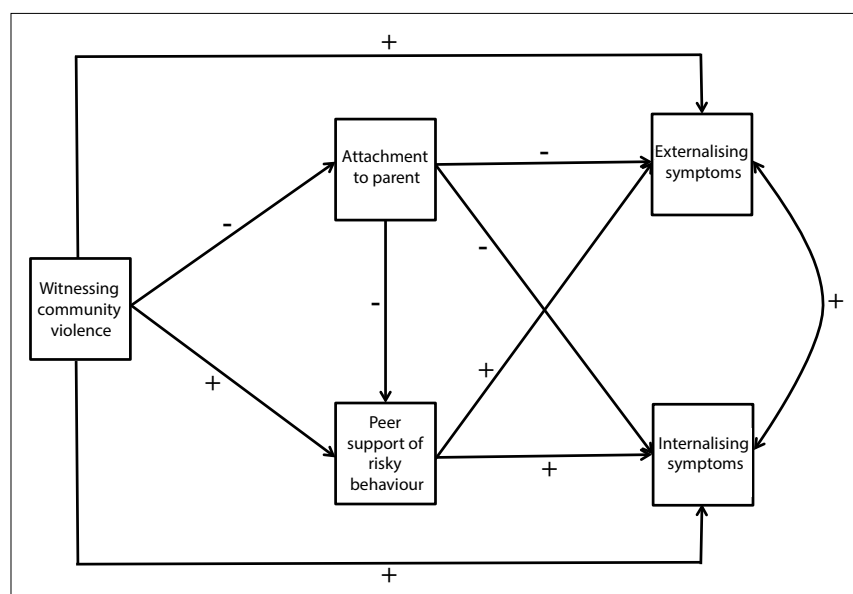 +
Attachment
to parent
-
Externalising
symptoms
-
-
Witnessing
community
violence
-
+
+
+
Peer
support of
risky
behaviour
+
Internalising
symptoms
+